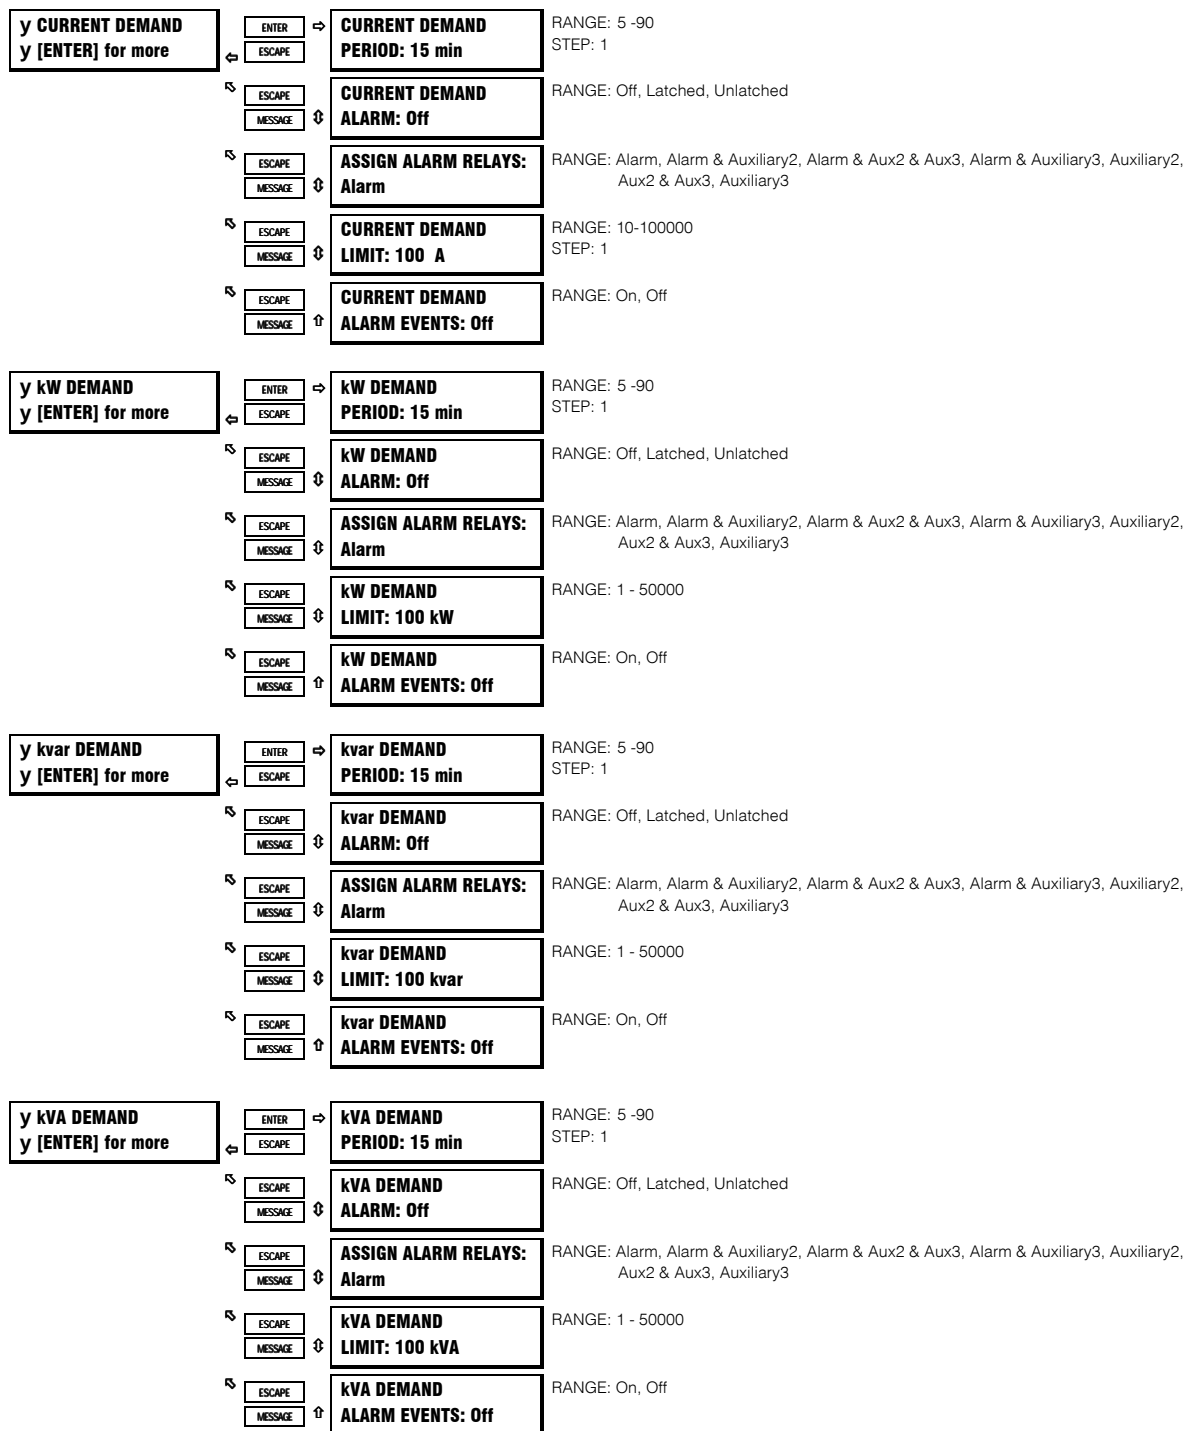 y CURRENT DEMAND
y [ENTER] for more
ENTER ⇨
⇦ ESCAPE
CURRENT DEMAND
PERIOD: 15 min
RANGE: 5 -90
STEP: 1
ESCAPE
MESSAGE
CURRENT DEMAND
ALARM: Off
RANGE: Off, Latched, Unlatched
ESCAPE
MESSAGE
ASSIGN ALARM RELAYS:
Alarm
RANGE: Alarm, Alarm & Auxiliary2, Alarm & Aux2 & Aux3, Alarm & Auxiliary3, Auxiliary2,
Aux2 & Aux3, Auxiliary3
ESCAPE
MESSAGE
CURRENT DEMAND
LIMIT: 100 A
RANGE: 10-100000
STEP: 1
ESCAPE
MESSAGE
CURRENT DEMAND
ALARM EVENTS: Off
RANGE: On, Off
y kW DEMAND
y [ENTER] for more
ENTER ⇨
⇦ ESCAPE
kW DEMAND
PERIOD: 15 min
RANGE: 5 -90
STEP: 1
ESCAPE
MESSAGE
kW DEMAND
ALARM: Off
RANGE: Off, Latched, Unlatched
ESCAPE
MESSAGE
ASSIGN ALARM RELAYS:
Alarm
RANGE: Alarm, Alarm & Auxiliary2, Alarm & Aux2 & Aux3, Alarm & Auxiliary3, Auxiliary2,
Aux2 & Aux3, Auxiliary3
ESCAPE
MESSAGE
kW DEMAND
LIMIT: 100 kW
RANGE: 1 - 50000
ESCAPE
MESSAGE
kW DEMAND
ALARM EVENTS: Off
RANGE: On, Off
y kvar DEMAND
y [ENTER] for more
ENTER ⇨
⇦ ESCAPE
kvar DEMAND
PERIOD: 15 min
RANGE: 5 -90
STEP: 1
ESCAPE
MESSAGE
kvar DEMAND
ALARM: Off
RANGE: Off, Latched, Unlatched
ESCAPE
MESSAGE
ASSIGN ALARM RELAYS:
Alarm
RANGE: Alarm, Alarm & Auxiliary2, Alarm & Aux2 & Aux3, Alarm & Auxiliary3, Auxiliary2,
Aux2 & Aux3, Auxiliary3
ESCAPE
MESSAGE
kvar DEMAND
LIMIT: 100 kvar
RANGE: 1 - 50000
ESCAPE
MESSAGE
kvar DEMAND
ALARM EVENTS: Off
RANGE: On, Off
y kVA DEMAND
y [ENTER] for more
ENTER ⇨
⇦ ESCAPE
kVA DEMAND
PERIOD: 15 min
RANGE: 5 -90
STEP: 1
ESCAPE
MESSAGE
kVA DEMAND
ALARM: Off
RANGE: Off, Latched, Unlatched
ESCAPE
MESSAGE
ASSIGN ALARM RELAYS:
Alarm
RANGE: Alarm, Alarm & Auxiliary2, Alarm & Aux2 & Aux3, Alarm & Auxiliary3, Auxiliary2,
Aux2 & Aux3, Auxiliary3
ESCAPE
MESSAGE
kVA DEMAND
LIMIT: 100 kVA
RANGE: 1 - 50000
ESCAPE
MESSAGE
kVA DEMAND
ALARM EVENTS: Off
RANGE: On, Off